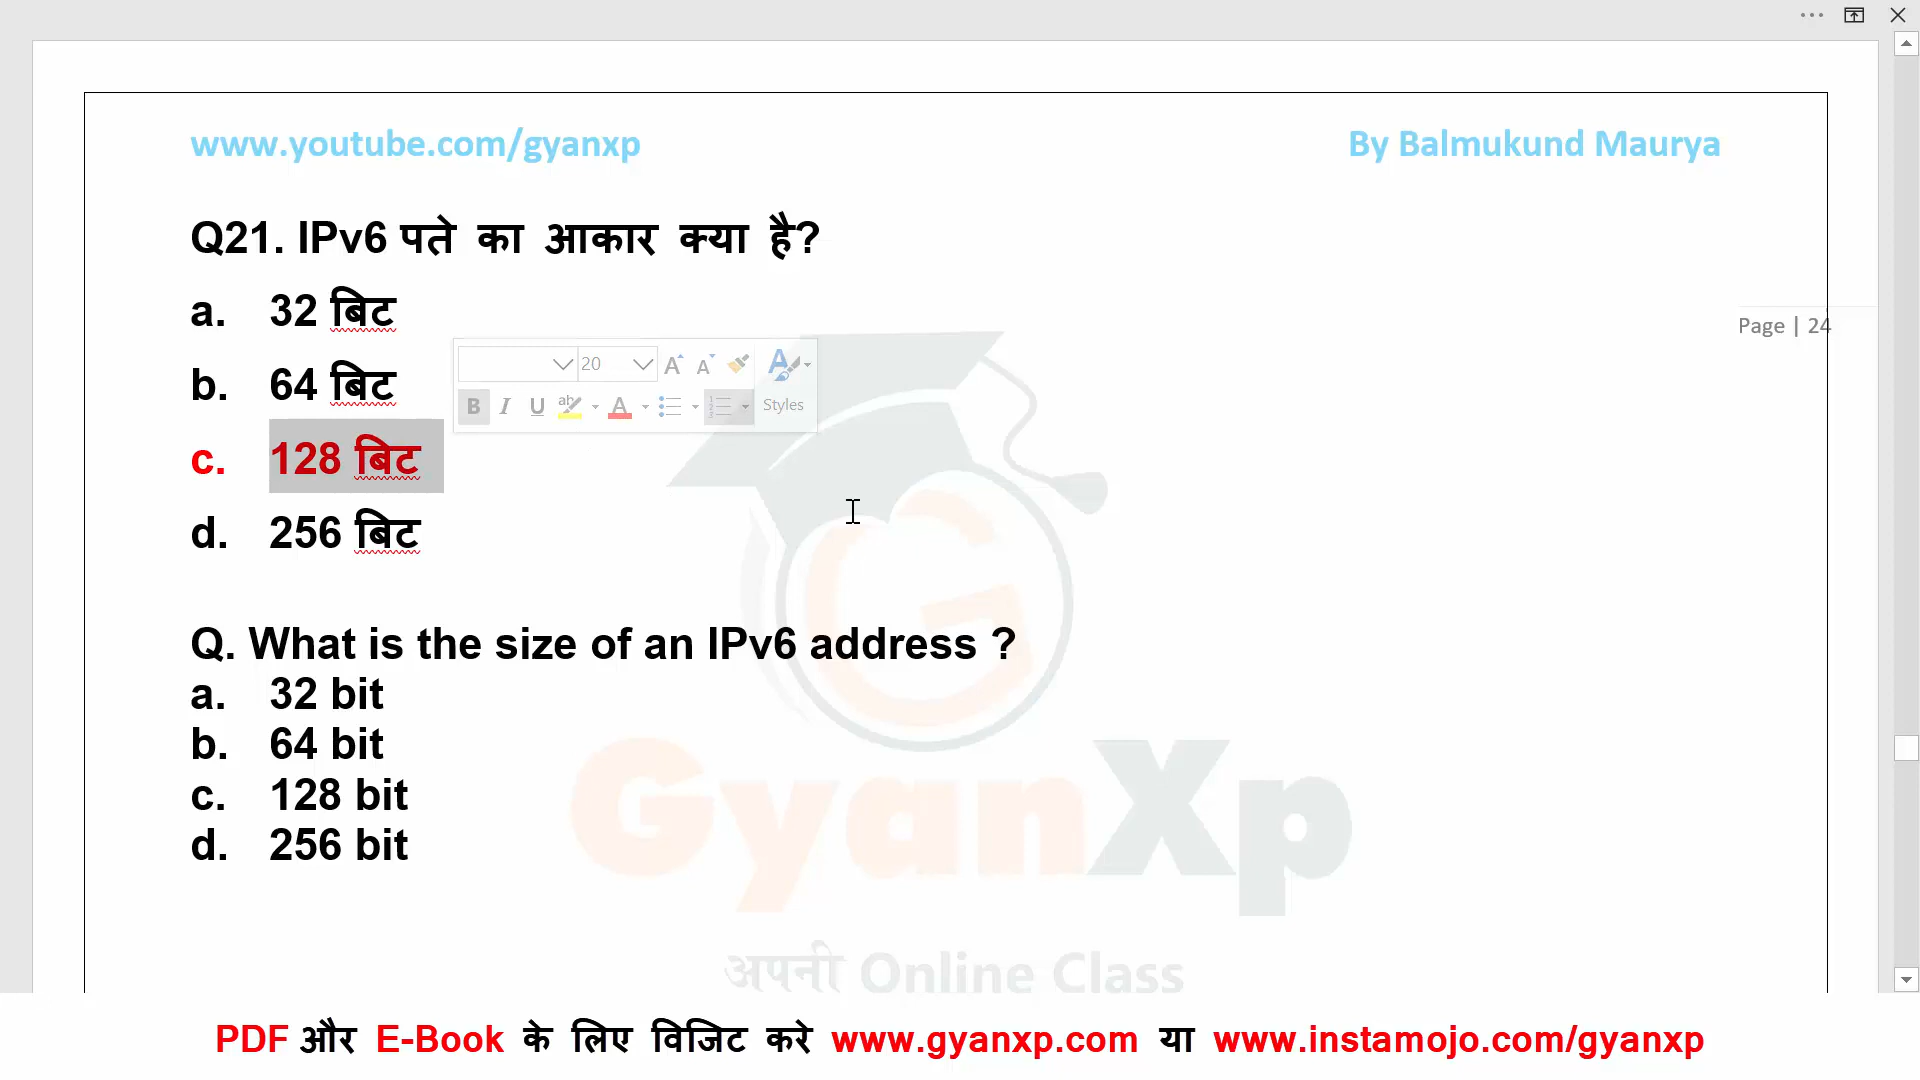 www.youtube.com/gyanxp By Balmukund Maurya
Q21. IPv6 पते का आकार क्या है?
a. 32 बिट
Page | 24
b. 64 बिट
20
Styles
c. 128 बिट
d. 256 बिट
Q. What is the size of an IPv6 address ?
a. 32 bit
b. 64 bit
c. 128 bit
d. 256 bit
GyanXp
अपनी Online Class
PDF और E-Book के लिए विजिट करे www.gyanxp.com या www.instamojo.com/gyanxp